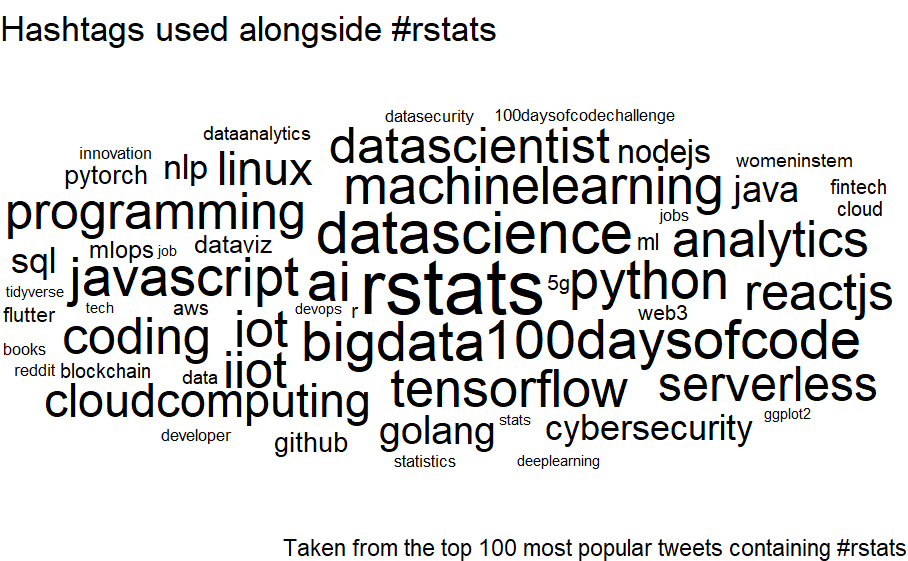 Hashtags used alongside #rstats
datasecurity 100daysofcodechallenge
dataanalytics datascientist nodejs
innovation nlp linux womeninstem
pytorch machinelearning java fintech
programming jobs cloud
datascience ml analytics
sql mlops job dataviz
javascript ai rstats 5g python reactjs
tidyverse tech aws devops r web3
flutter coding iot bigdata 100daysofcode
books
reddit blockchain data iiot tensorflow serverless
cloudcomputing ggplot2
developer github golang stats cybersecurity
statistics deeplearning
Taken from the top 100 most popular tweets containing #rstats